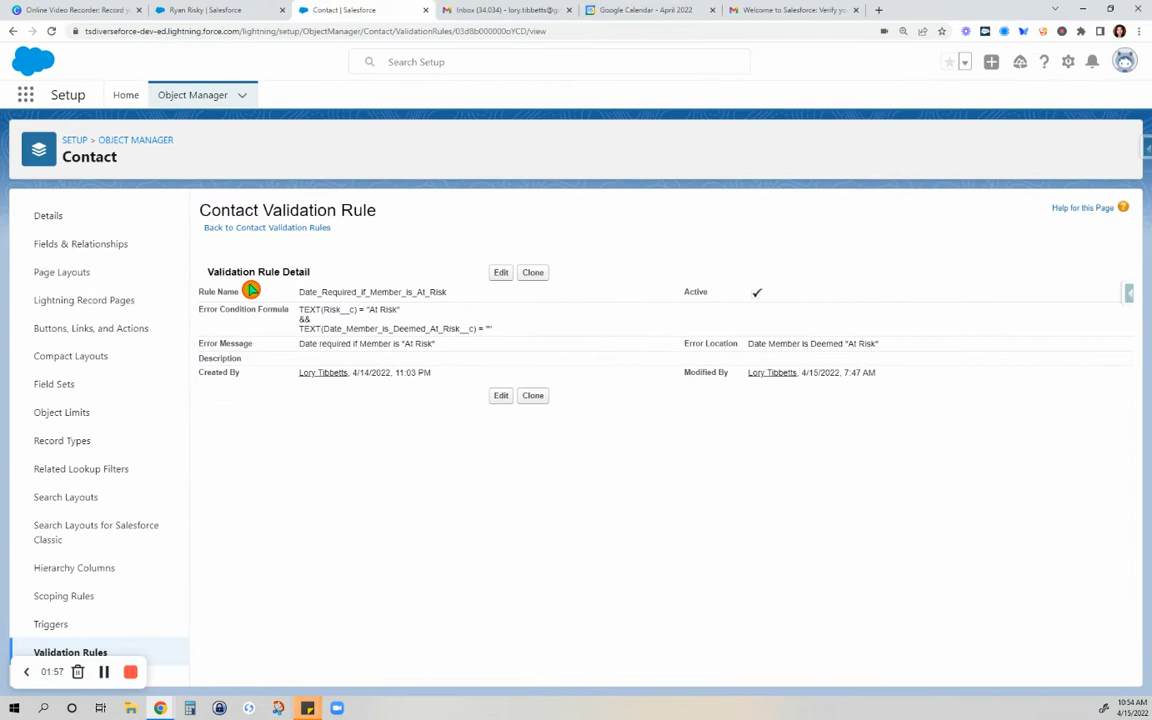 Online Video Recorder: Record y
Ryan Risky | Salesforce
Contact | Salesforce
Inbox (34,034) - lory.tibbetts@g
Google Calendar - April 2022
Welcome to Salesforce: Verify yo
tsdiverseforce-dev-ed.lightning.force.com/lightning/setup/ObjectManager/Contact/ValidationRules/03d8b000000oYCD/view
Search Setup
Setup
Home
Object Manager
SETUP > OBJECT MANAGER
Contact
Details
Fields & Relationships
Page Layouts
Lightning Record Pages
Buttons, Links, and Actions
Compact Layouts
Field Sets
Object Limits
Record Types
Related Lookup Filters
Search Layouts
Search Layouts for Salesforce
Classic
Hierarchy Columns
Scoping Rules
Triggers
Validation Rules
Contact Validation Rule
Back to Contact Validation Rules
Help for this Page
Validation Rule Detail
Edit
Clone
Rule Name
Date_Required_if_Member_is_At_Risk
Active
Error Condition Formula
TEXT(Risk__c) = "At Risk"
&&
TEXT(Date_Member_is_Deemed_At_Risk__c) = ""
Error Message
Date required if Member is "At Risk"
Error Location
Date Member is Deemed "At Risk"
Description
Created By
Lory Tibbetts, 4/14/2022, 11:03 PM
Modified By
Lory Tibbetts, 4/15/2022, 7:47 AM
Edit
Clone
01:57
10:54 AM
4/15/2022